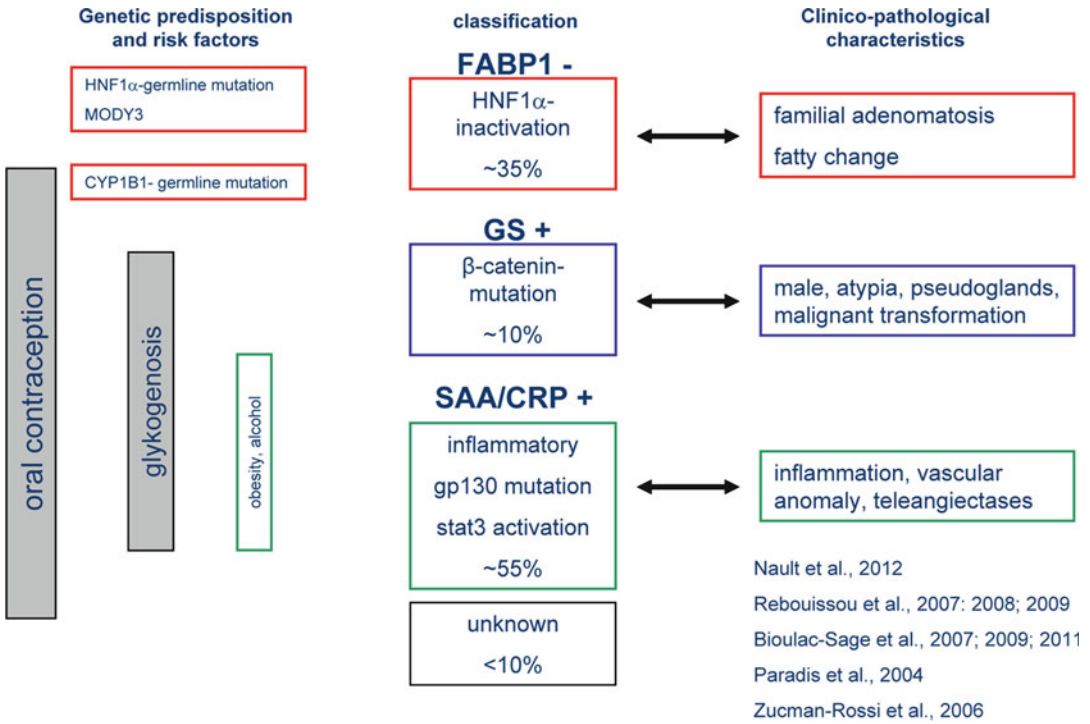 Genetic predisposition
and risk factors
HNF1α-germline mutation
MODY3
CYP1B1- germline mutation
oral contraception
glykogenosis
obesity, alcohol
classification
FABP1 -
HNF1α-
inactivation
~35%
GS +
β-catenin-
mutation
~10%
SAA/CRP +
inflammatory
gp130 mutation
stat3 activation
~55%
unknown
<10%
Clinico-pathological
characteristics
familial adenomatosis
fatty change
male, atypia, pseudoglands,
malignant transformation
inflammation, vascular
anomaly, teleangiectases
Nault et al., 2012
Rebouissou et al., 2007: 2008; 2009
Bioulac-Sage et al., 2007; 2009; 2011
Paradis et al., 2004
Zucman-Rossi et al., 2006